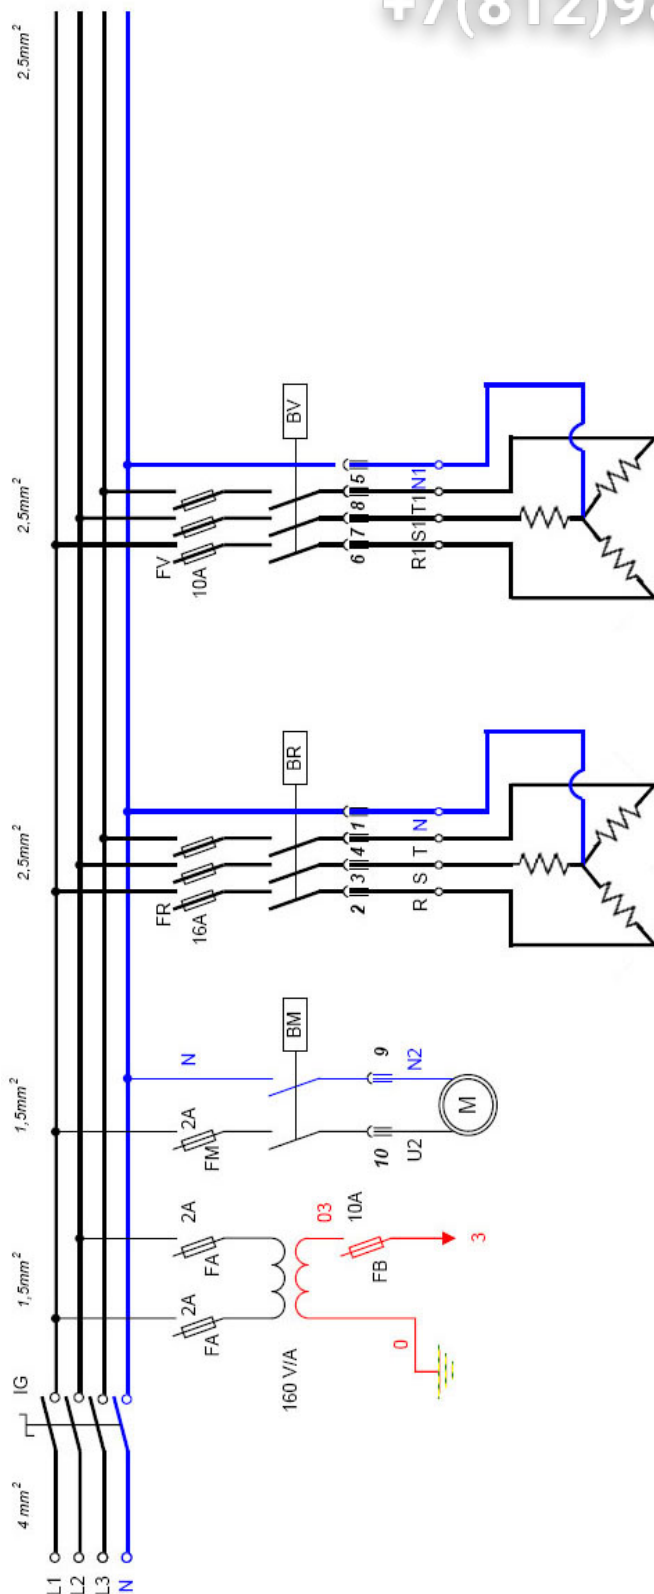 +7(812)98
4 mm²
IG
1,5mm²
1,5mm²
2,5mm²
2,5mm²
2,5mm²
L1
L2
L3
N
FA
2A
FA
2A
160 V/A
03
10A
FB
0
3
FM
2A
N
BM
10
9
U2
N2
M
FR
16A
BR
2
3
4
1
R
S
T
N
FV
10A
BV
6
7
8
5
R1
S1
T1
N1